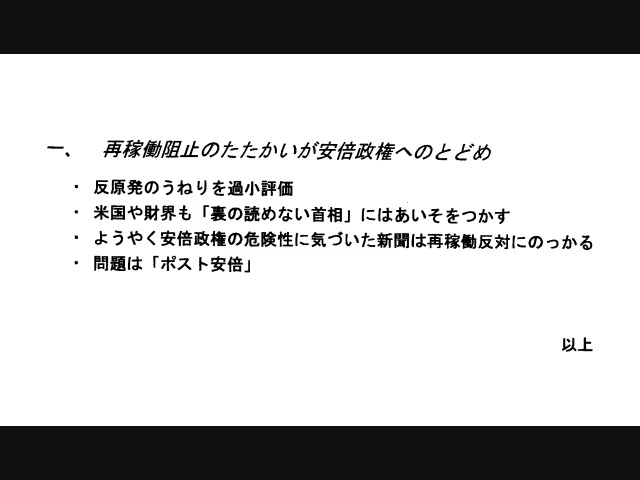 一、 再稼働阻止のたたかいが安倍政権へのとどめ
・ 反原発のうねりを過小評価
・ 米国や財界も「裏の読めない首相」にはあいそをつかす
・ ようやく安倍政権の危険性に気づいた新聞は再稼働反対にのっかる
・ 問題は「ポスト安倍」
以上